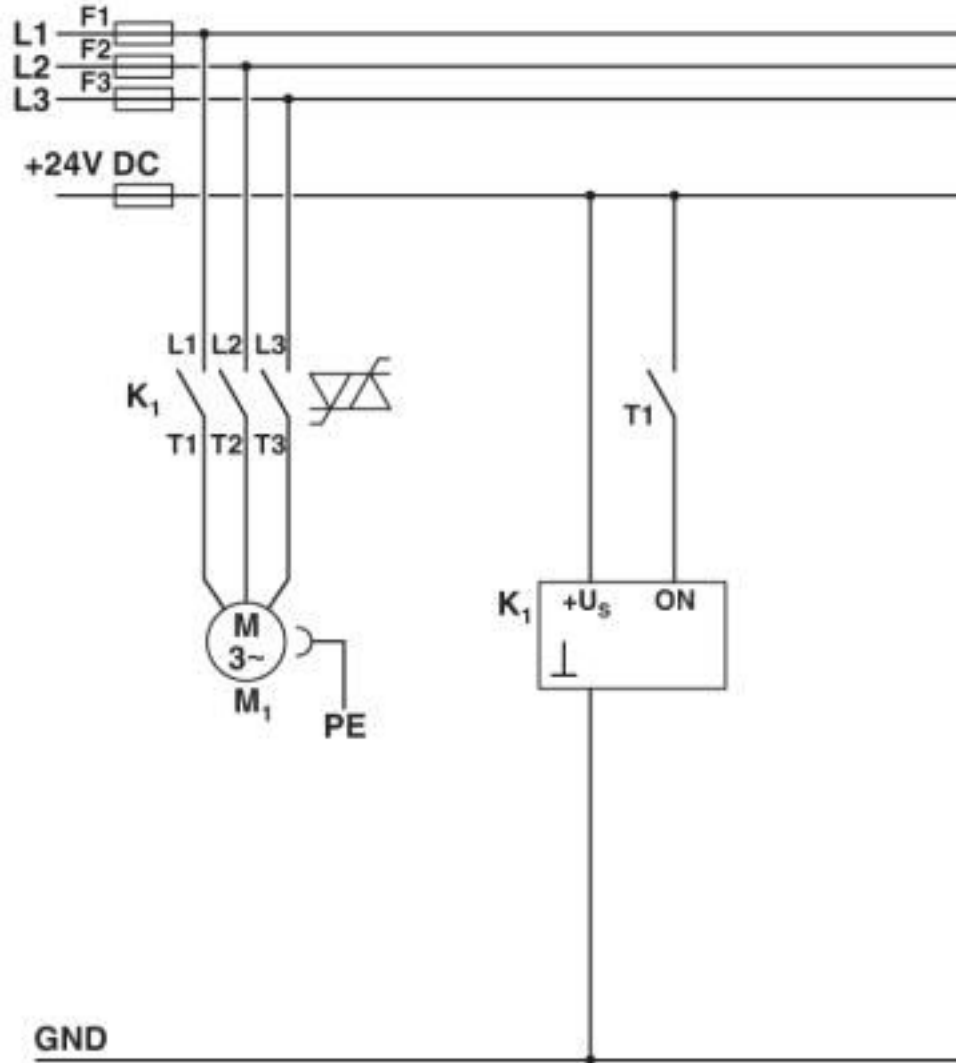 F1
L1
F2
L2
F3
L3
+24V DC
L1 L2 L3
K₁
T1 T2 T3
T1
K₁ +Uₛ ON
⊥
M
3~
M₁
PE
GND